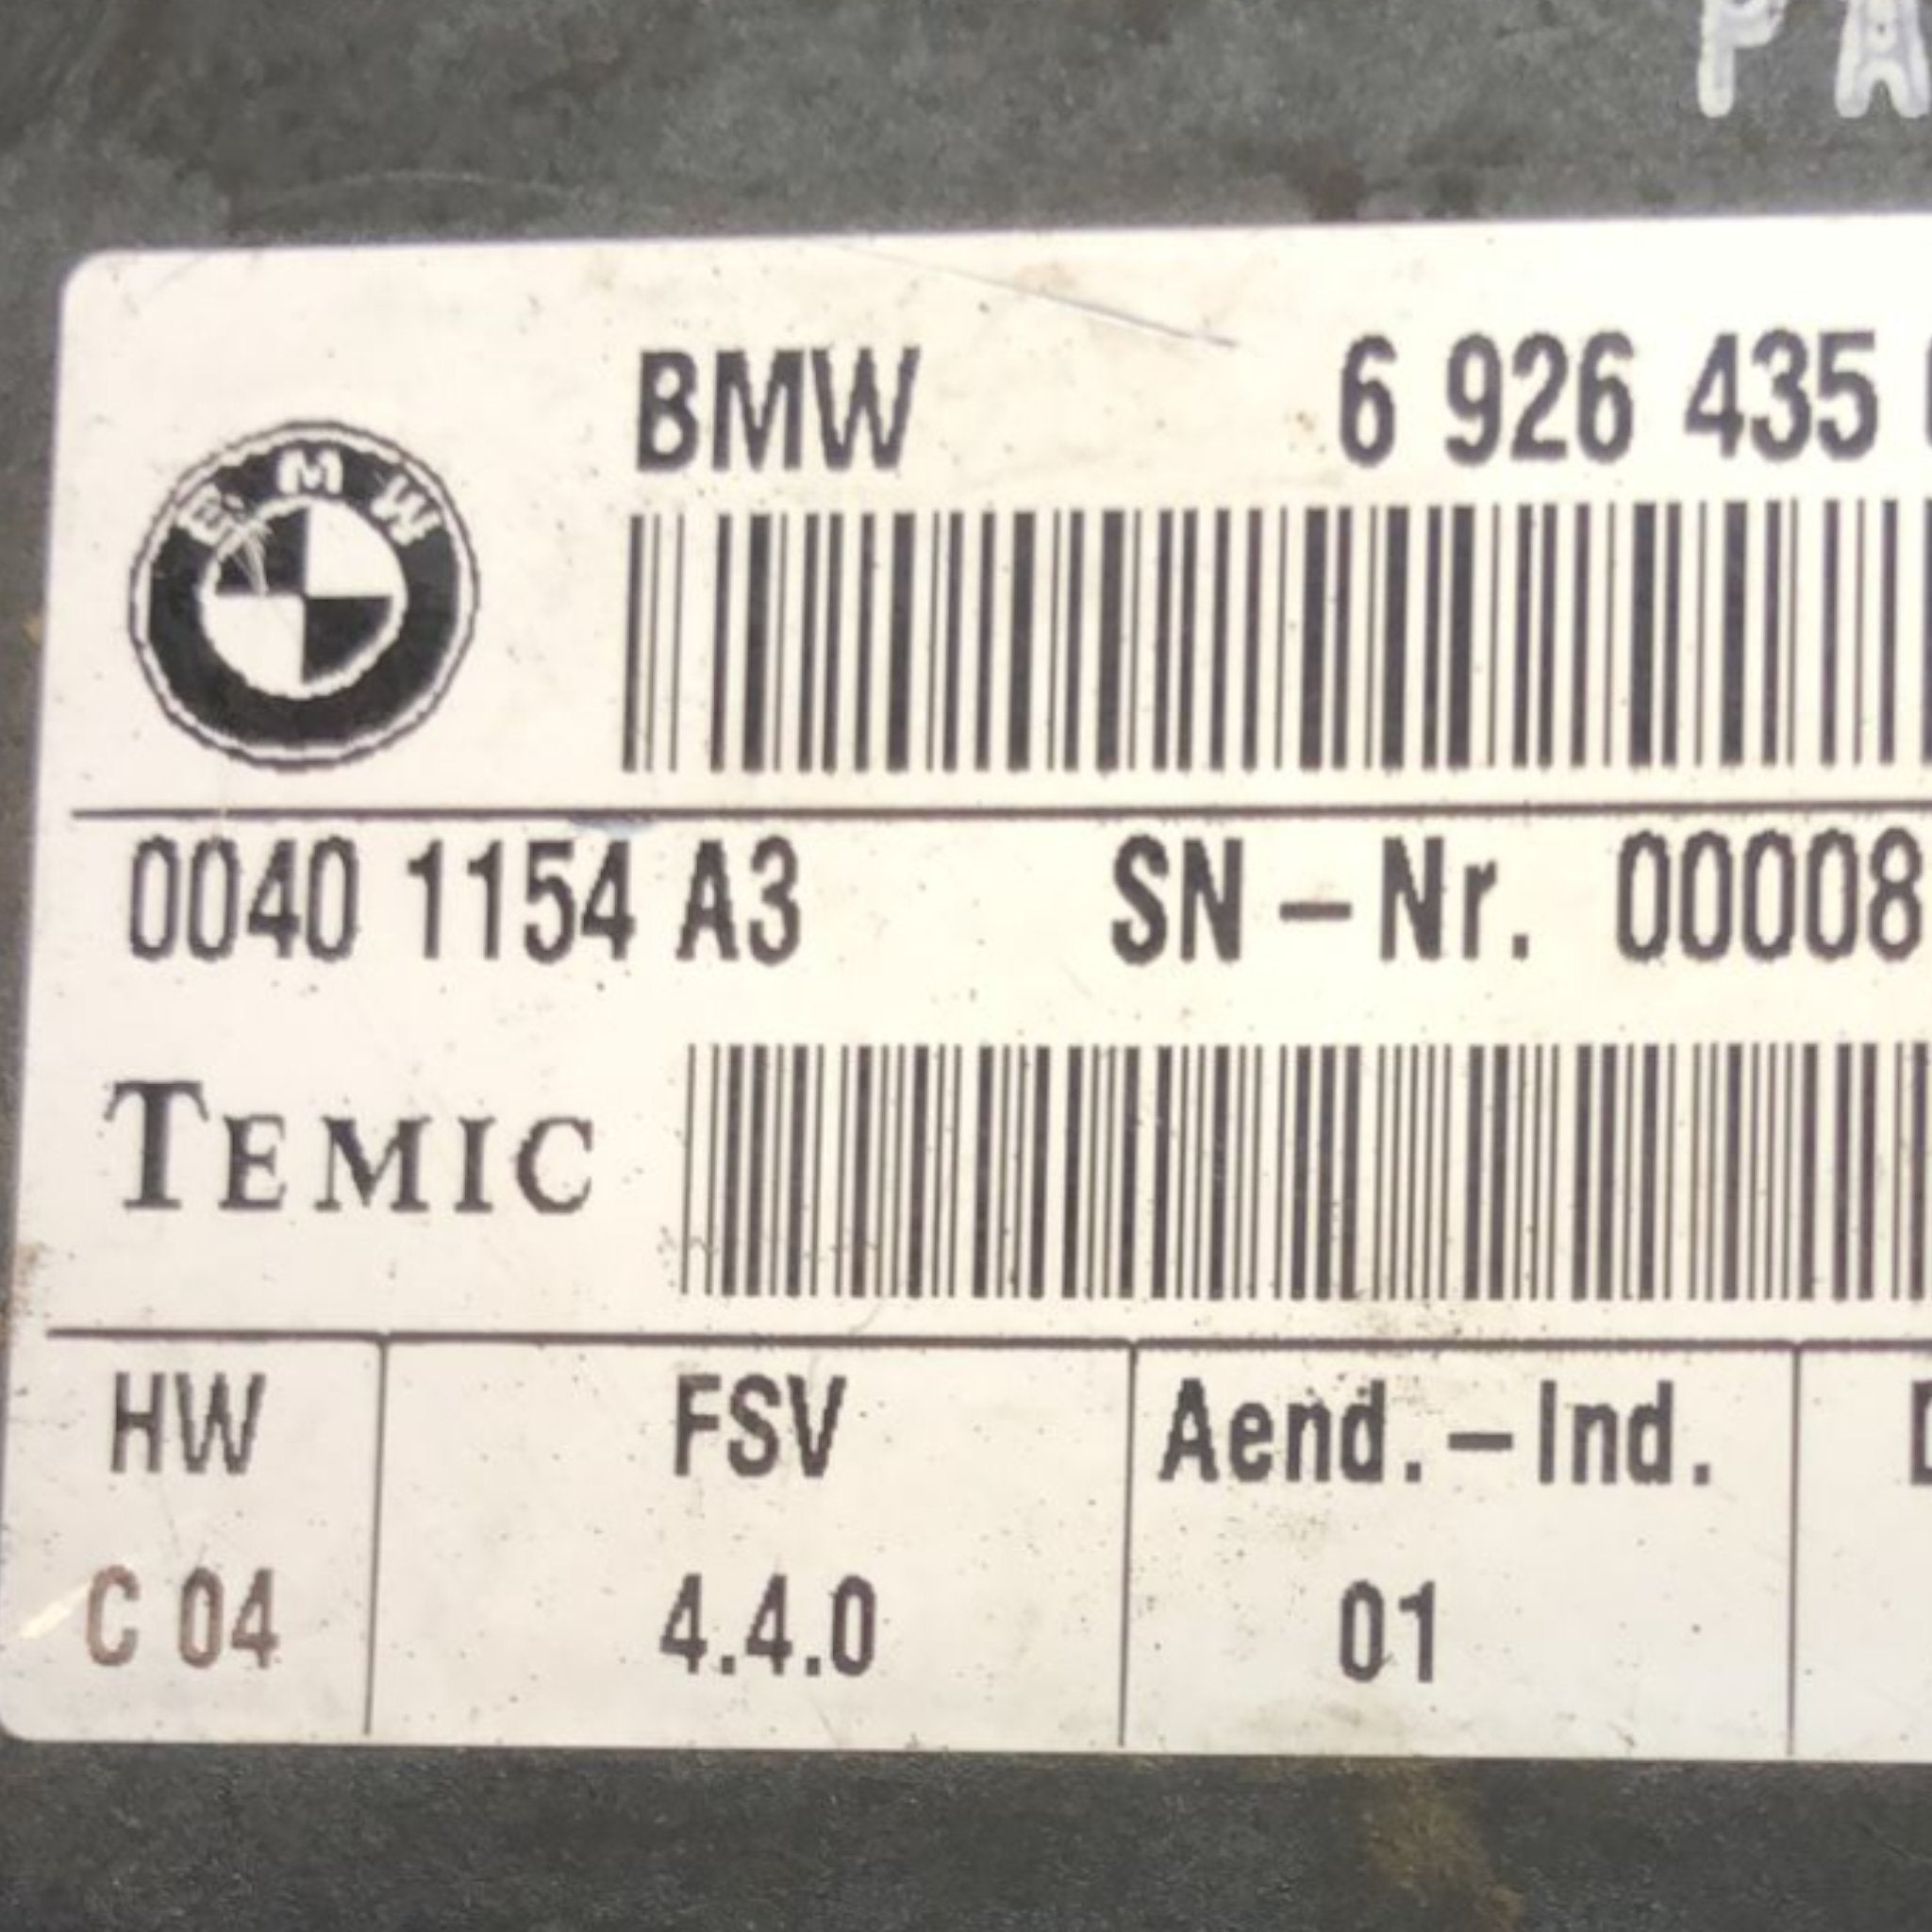 PA
BMW
BMW 6 926 435
0040 1154 A3 SN-Nr. 00008
TEMIC
HW FSV Aend.-Ind.
C 04 4.4.0 01